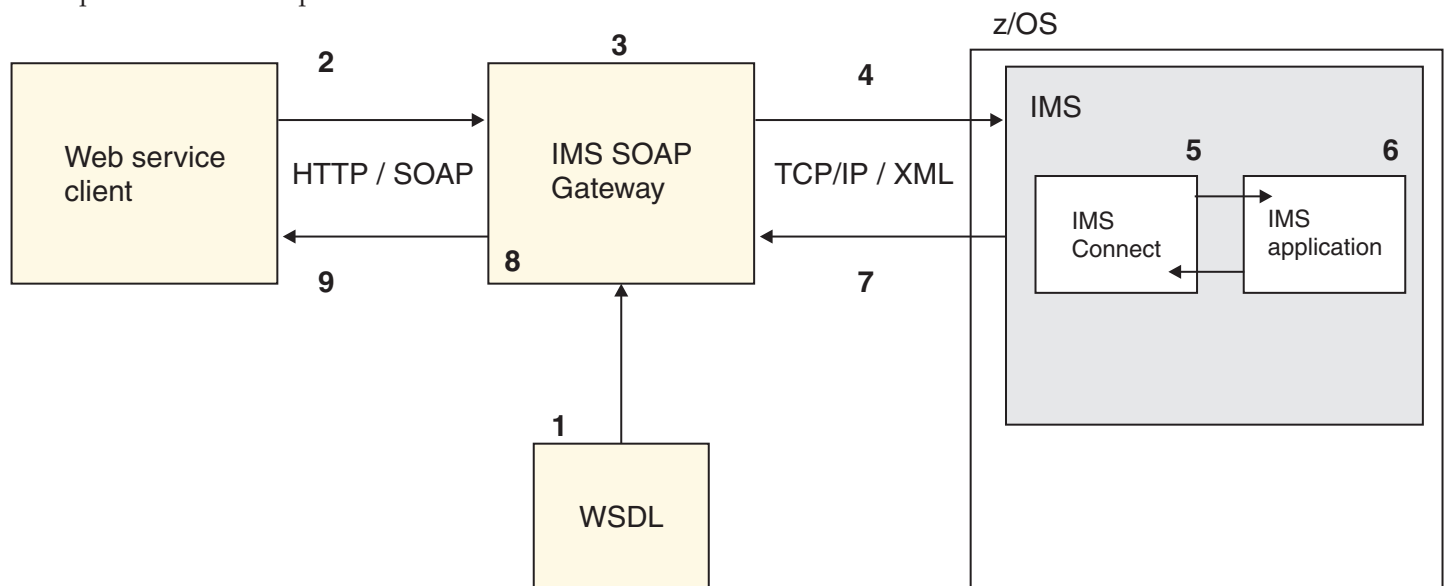 z/OS
3
2
4
IMS
Web service
client
HTTP / SOAP
IMS SOAP
Gateway
TCP/IP / XML
5
6
IMS
Connect
IMS
application
8
9
7
1
WSDL